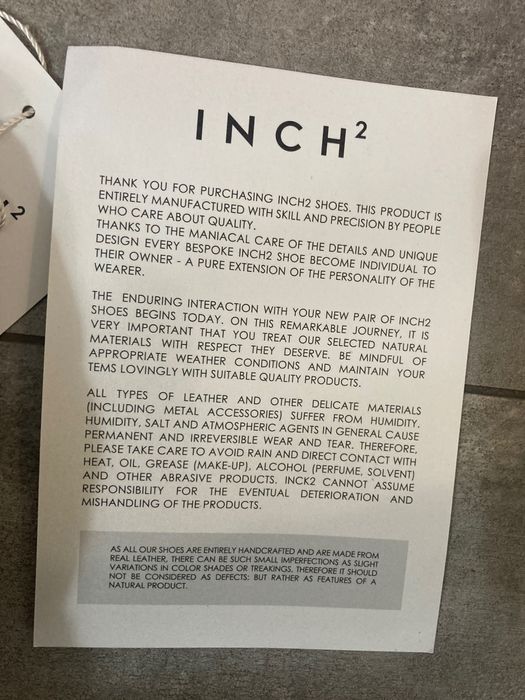 INCH²
THANK YOU FOR PURCHASING INCH2 SHOES. THIS PRODUCT IS
ENTIRELY MANUFACTURED WITH SKILL AND PRECISION BY PEOPLE
WHO CARE ABOUT QUALITY.
THANKS TO THE MANIACAL CARE OF THE DETAILS AND UNIQUE
DESIGN EVERY BESPOKE INCH2 SHOE BECOME INDIVIDUAL TO
THEIR OWNER - A PURE EXTENSION OF THE PERSONALITY OF THE
WEARER.
THE ENDURING INTERACTION WITH YOUR NEW PAIR OF INCH2
SHOES BEGINS TODAY. ON THIS REMARKABLE JOURNEY, IT IS
VERY IMPORTANT THAT YOU TREAT OUR SELECTED NATURAL
MATERIALS WITH RESPECT THEY DESERVE. BE MINDFUL OF
APPROPRIATE WEATHER CONDITIONS AND MAINTAIN YOUR
TEMS LOVINGLY WITH SUITABLE QUALITY PRODUCTS.
ALL TYPES OF LEATHER AND OTHER DELICATE MATERIALS
(INCLUDING METAL ACCESSORIES) SUFFER FROM HUMIDITY.
HUMIDITY, SALT AND ATMOSPHERIC AGENTS IN GENERAL CAUSE
PERMANENT AND IRREVERSIBLE WEAR AND TEAR. THEREFORE,
PLEASE TAKE CARE TO AVOID RAIN AND DIRECT CONTACT WITH
HEAT, OIL, GREASE (MAKE-UP), ALCOHOL (PERFUME, SOLVENT)
AND OTHER ABRASIVE PRODUCTS. INCK2 CANNOT ASSUME
RESPONSIBILITY FOR THE EVENTUAL DETERIORATION AND
MISHANDLING OF THE PRODUCTS.
AS ALL OUR SHOES ARE ENTIRELY HANDCRAFTED AND ARE MADE FROM
REAL LEATHER, THERE CAN BE SUCH SMALL IMPERFECTIONS AS SLIGHT
VARIATIONS IN COLOR SHADES OR TREAKINGS, THEREFORE IT SHOULD
NOT BE CONSIDERED AS DEFECTS; BUT RATHER AS FEATURES OF A
NATURAL PRODUCT.